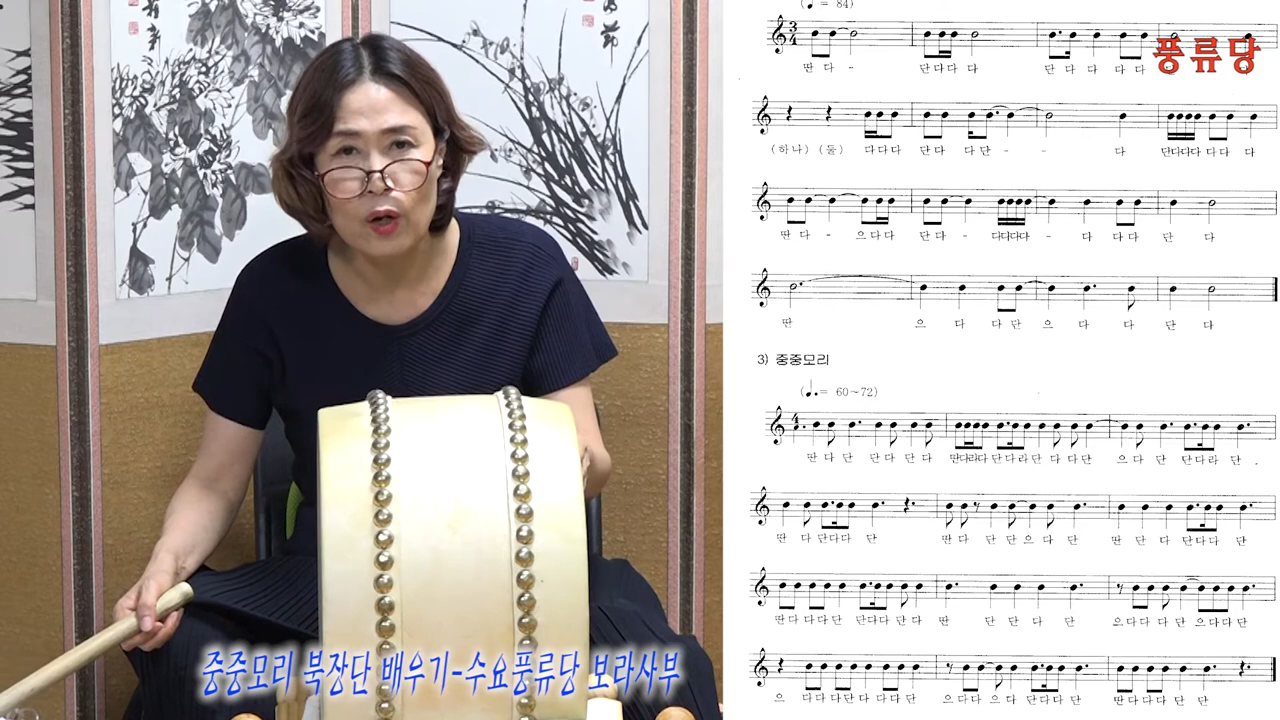 (♩ = 84)
풍류당
딴 다 - 단다다 다 단 다 다 다 다
(하나) (둘) 다다다 단다 다단 - - 다 단다다다 다다 다
딴 다 - 으다다 단다 - 다다다다 - 다 다다 단 다
딴 으 다 다단 으 다 다 단 다
3) 중중모리
(♩.= 60~72)
딴 다 단 단다 단다 딴다라다 단다라단 다 다단 으다 단 단다라 단
딴 다 단다다 단 딴다 단 단으다 단 딴 단 다 단다다 단
딴다 다다 단 단다다 단 다 딴 단 단 다 단 으다다다 단 으다다단
으 다다다단다 다다단 으다다 으다 단다다 단 딴다다다 단 단
중중모리 북장단 배우기-수요풍류당 보라사부